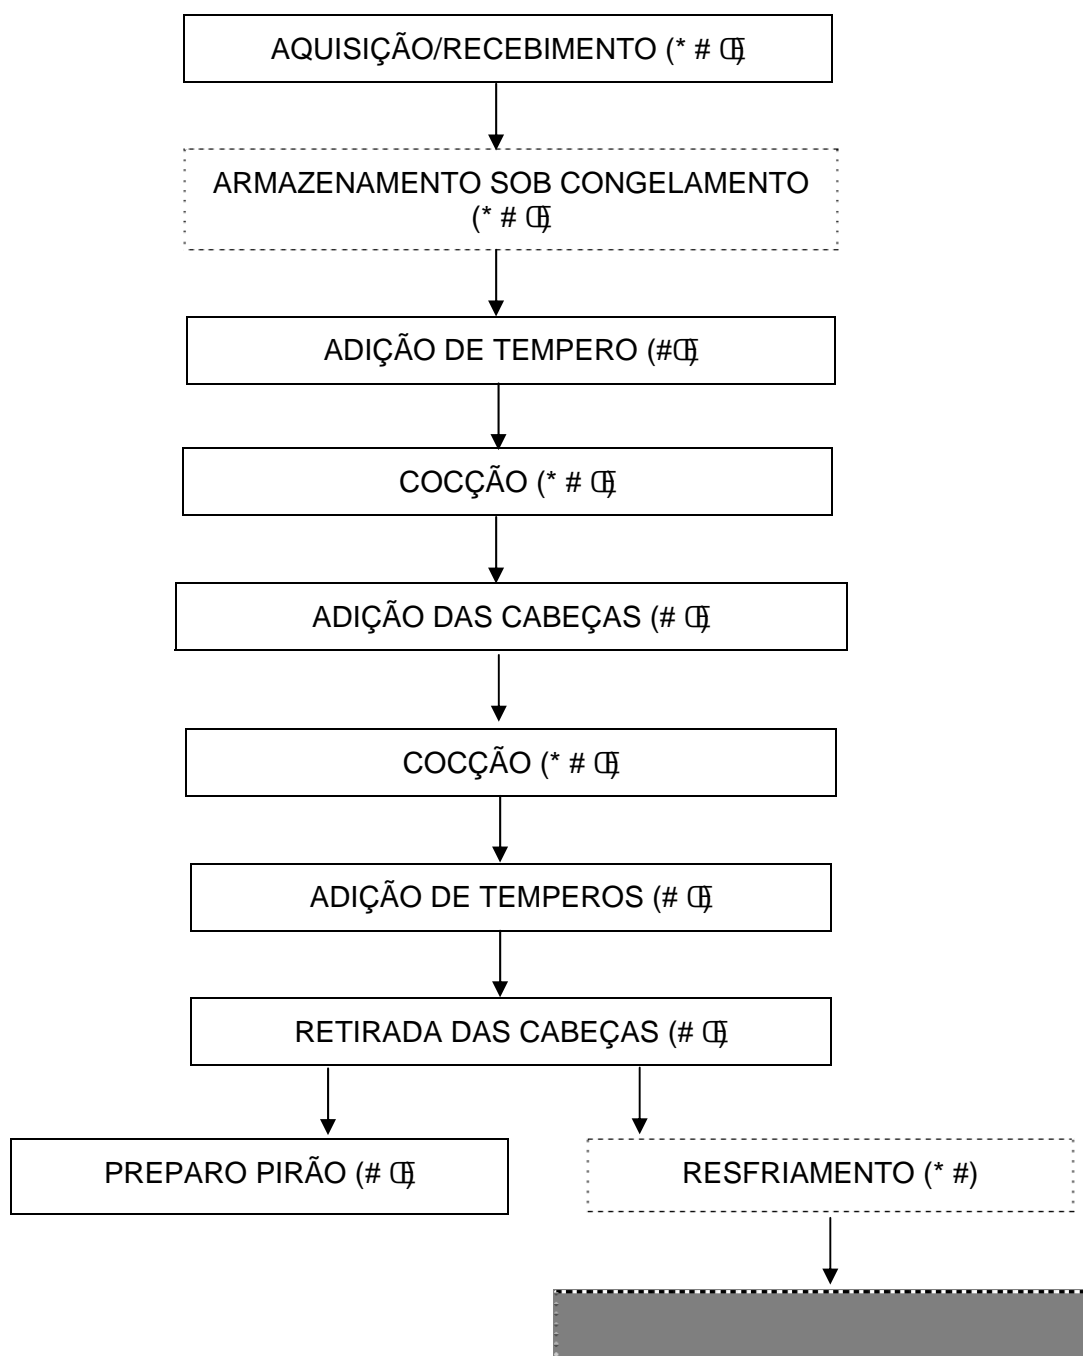 AQUISIÇÃO/RECEBIMENTO (* # Œ)
ARMAZENAMENTO SOB CONGELAMENTO
(* # Œ)
ADIÇÃO DE TEMPERO (#Œ)
COCÇÃO (* # Œ)
ADIÇÃO DAS CABEÇAS (# Œ)
COCÇÃO (* # Œ)
ADIÇÃO DE TEMPEROS (# Œ)
RETIRADA DAS CABEÇAS (# Œ)
PREPARO PIRÃO (# Œ)
RESFRIAMENTO (* #)